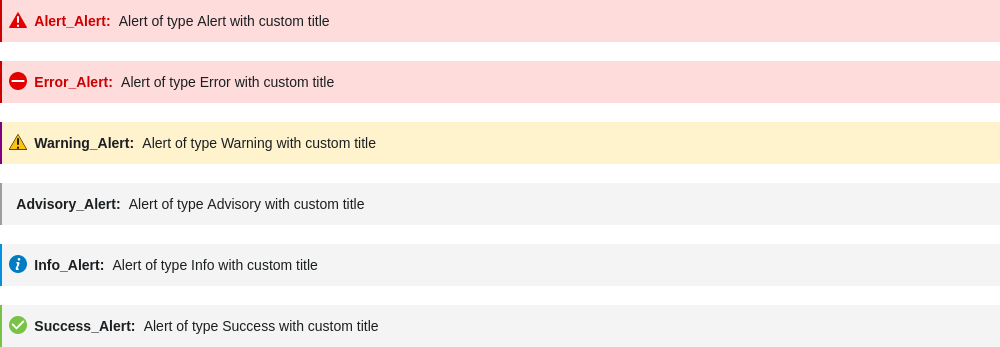 Alert_Alert: Alert of type Alert with custom title
Error_Alert: Alert of type Error with custom title
Warning_Alert: Alert of type Warning with custom title
Advisory_Alert: Alert of type Advisory with custom title
Info_Alert: Alert of type Info with custom title
Success_Alert: Alert of type Success with custom title